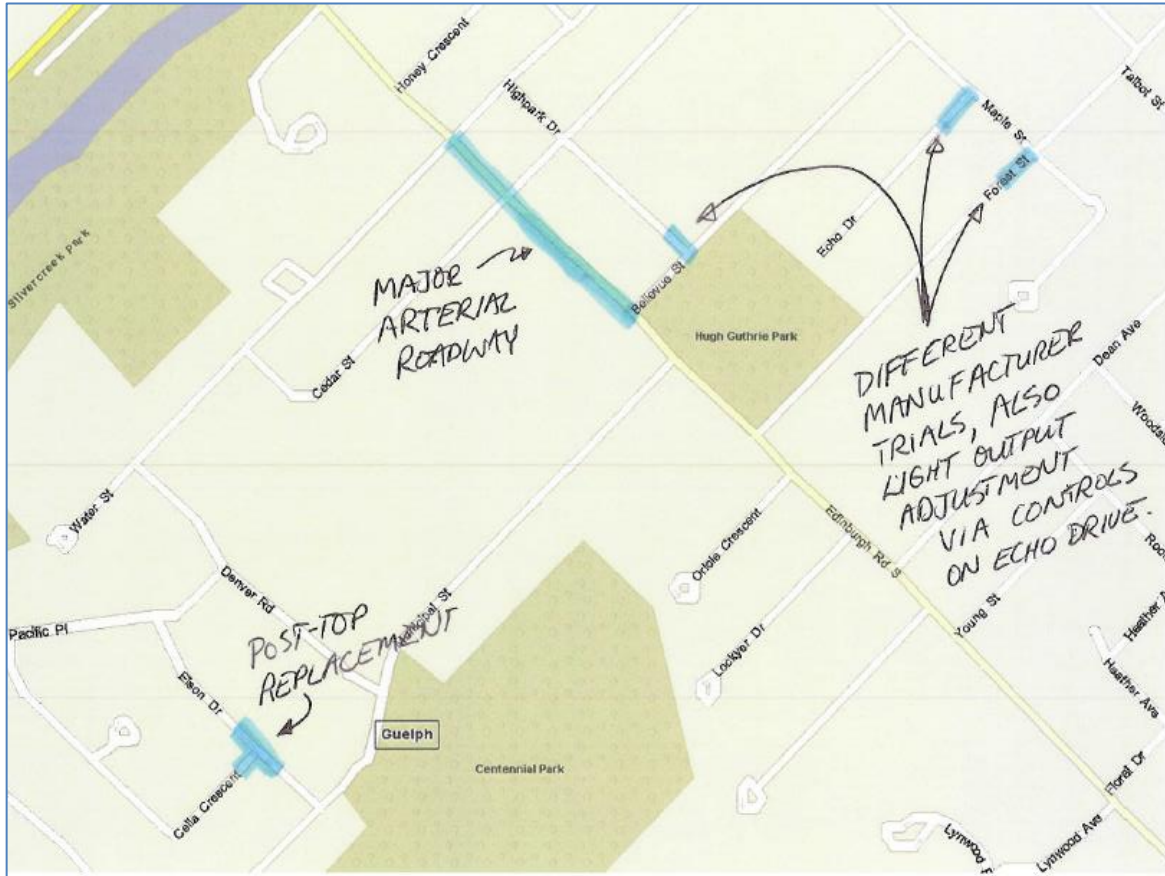 Honey Crescent
Highpark Dr
Maple St
Talbot St
Forest St
Echo Dr
Silvercreek Park
MAJOR
ARTERIAL
ROADWAY
Bellevue St
Hugh Guthrie Park
DIFFERENT
MANUFACTURER
TRIALS, ALSO
LIGHT OUTPUT
ADJUSTMENT
VIA CONTROLS
ON ECHO DRIVE.
Dean Ave
Cedar St
Water St
Edinburgh Rd S
Oriole Crescent
Young St
Heather Ave
Denver Rd
Pacific Pl
POST-TOP
REPLACEMENT
Lockyer Dr
Elson Dr
Guelph
Centennial Park
Cella Crescent
Floral Dr
Lynwood Ave